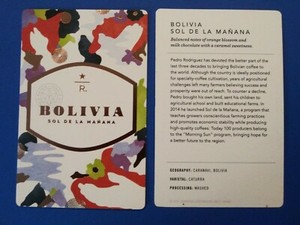 R
BOLIVIA
SOL DE LA MAÑANA
BOLIVIA
SOL DE LA MAÑANA
Balanced notes of orange blossom and
milk chocolate with a caramel sweetness.
Pedro Rodríguez has devoted the better part of the
last three decades to bringing Bolivian coffee to
the world. Although the country is ideally positioned
for specialty-coffee cultivation, years of agricultural
challenges left many farmers balancing success and
prosperity were out of reach. To counter a decline,
Pedro bought his own land, sent his children to
agricultural school and built educational farms. In
2014 he launched Sol de la Mañana, a program that
teaches growers conscientious farming practices
and promotes economic stability while producing
high-quality coffees. Today 100 producers belong
to the "Morning Sun" program, bringing hope for
a better future to the region.
GEOGRAPHY: CARANAVI, BOLIVIA
VARIETAL: CATURRA
PROCESSING: WASHED